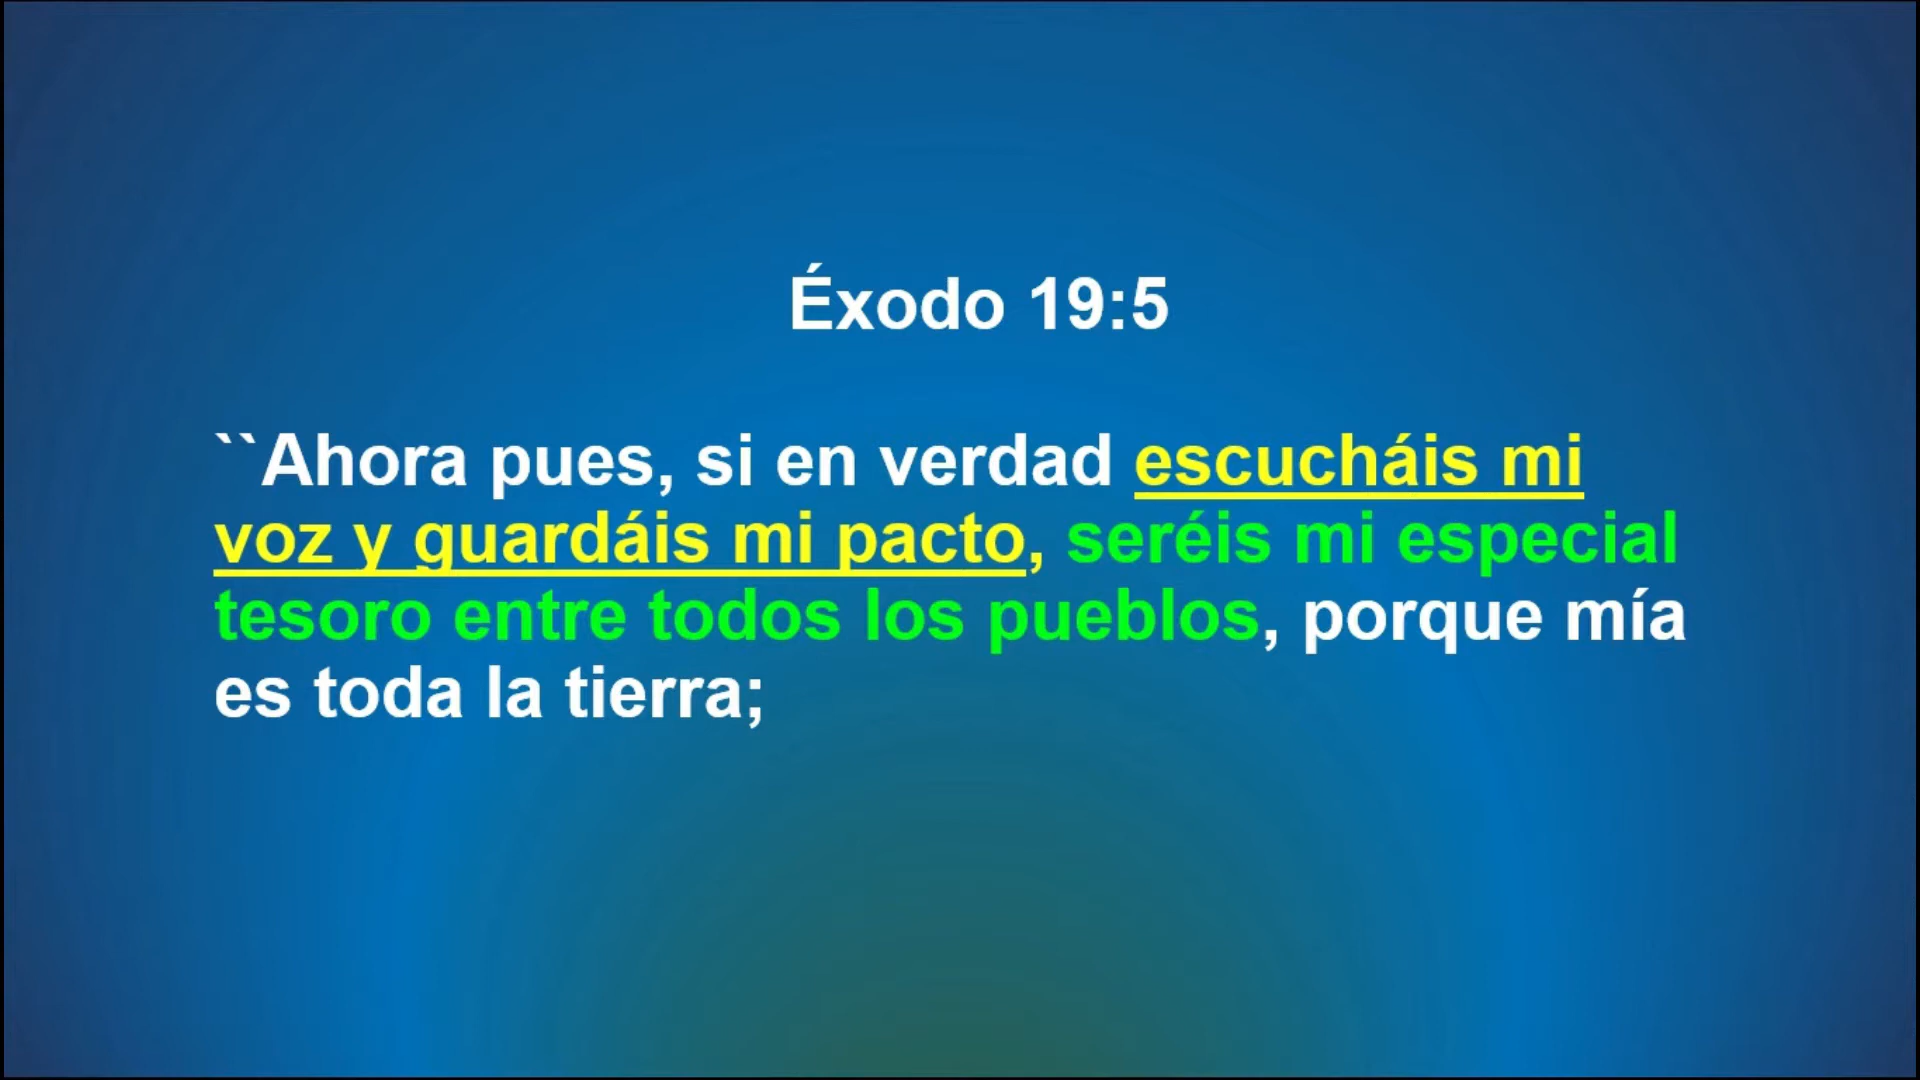 Éxodo 19:5
``Ahora pues, si en verdad escucháis mi
voz y guardáis mi pacto, seréis mi especial
tesoro entre todos los pueblos, porque mía
es toda la tierra;